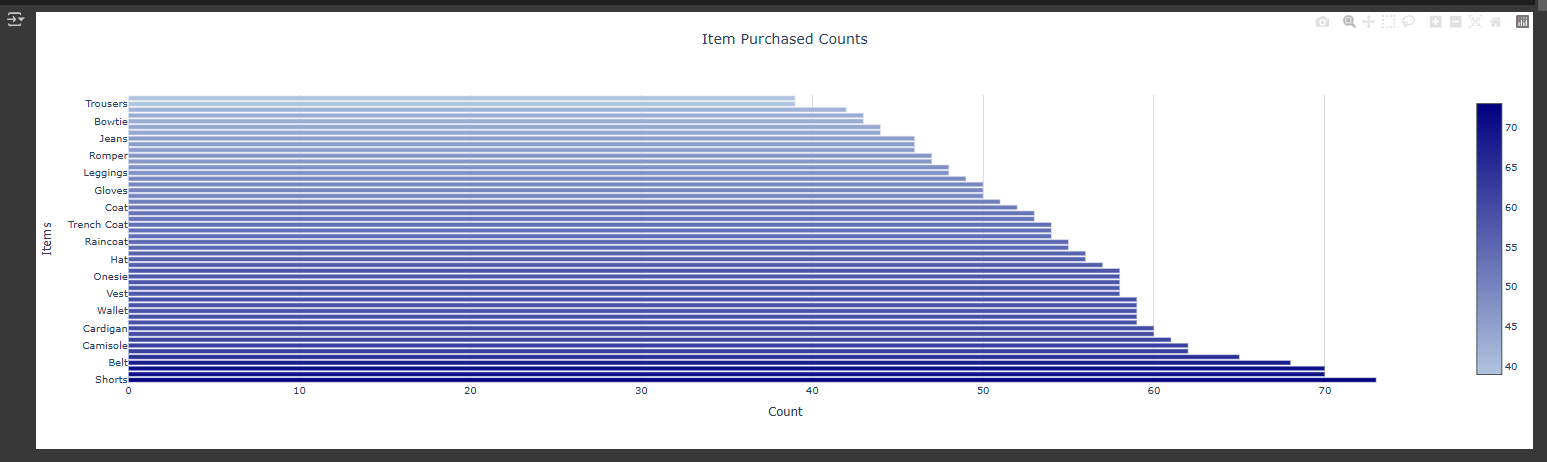 Item Purchased Counts
Trousers
Bowtie
Jeans
Romper
Leggings
Gloves
Coat
Trench Coat
Raincoat
Hat
Onesie
Vest
Wallet
Cardigan
Camisole
Belt
Shorts
Items
0 10 20 30 40 50 60 70
Count
70
65
60
55
50
45
40